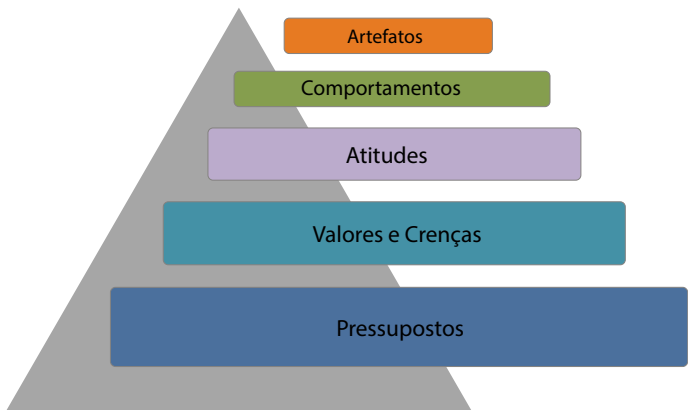 Artefatos
Comportamentos
Atitudes
Valores e Crenças
Pressupostos